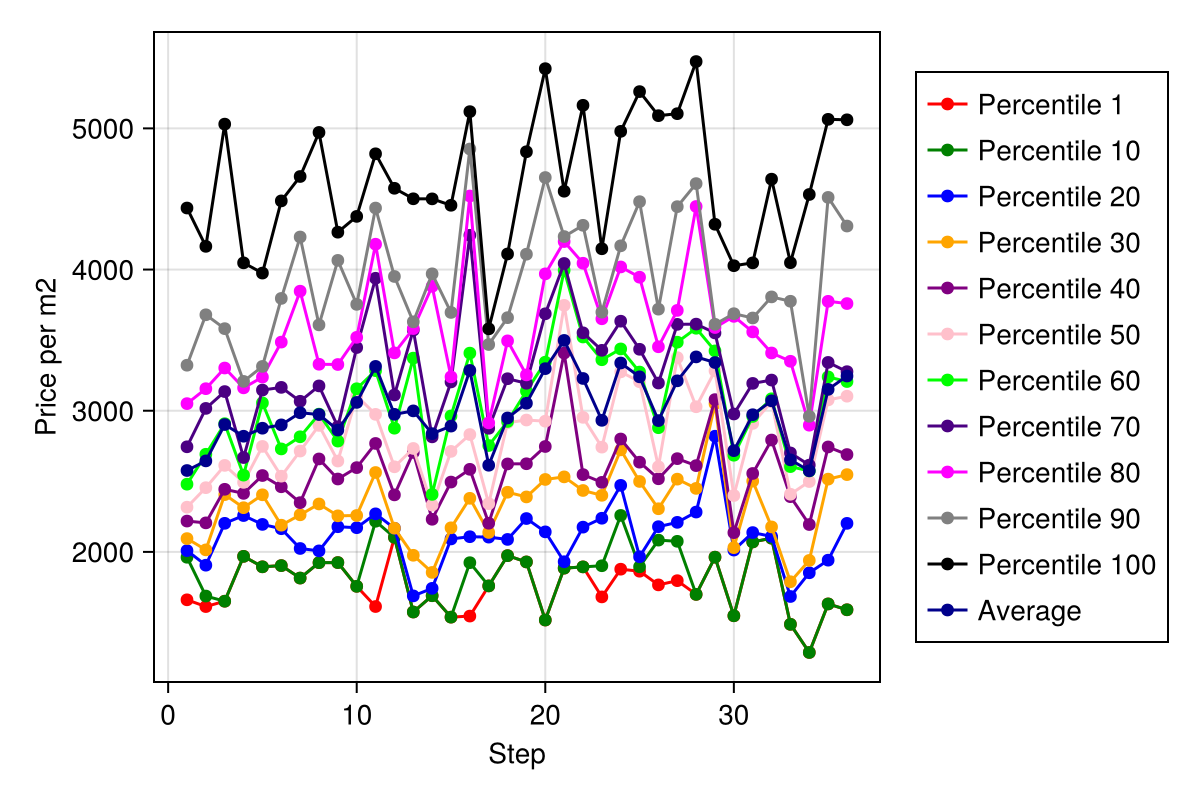 Price per m2
5000
4000
3000
2000
0
10
20
30
Step
Percentile 1
Percentile 10
Percentile 20
Percentile 30
Percentile 40
Percentile 50
Percentile 60
Percentile 70
Percentile 80
Percentile 90
Percentile 100
Average